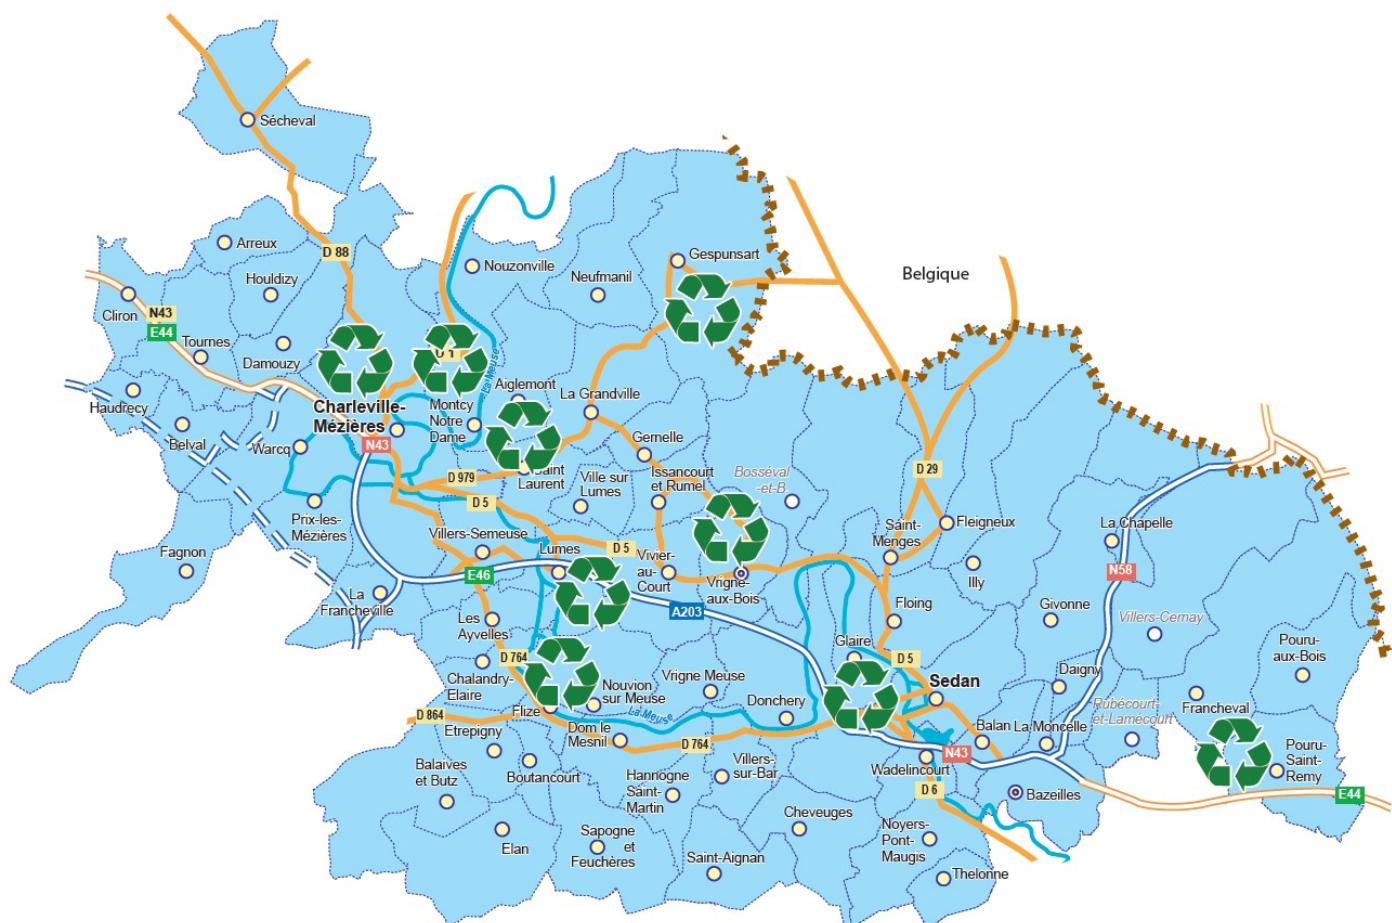 Sécheval
Arreux
D 88
Houldizy
Nouzonville
Neufmanil
Gespunsart
Belgique
Cliron
N43
E44
Tournes
Damouzy
D 1
La Meuse
Aiglemont
La Grandville
Haudrecy
Belval
Charleville-
Mézières
Montcy
Notre
Dame
Warcq
N43
Gernelle
D 979
Saint
Laurent
Ville sur
Lumes
Issancourt
et Rumel
Bosséval
-et-B
D 29
D 5
Prix-les-
Mézières
Villers-Semeuse
Lumes
D 5
Vivier-
au-
Court
Vrigne-
aux-Bois
Saint-
Menges
Fleigneux
La Chapelle
Fagnon
E46
Illy
N58
La
Francheville
A203
Floing
Givonne
Villers-Cernay
Les
Ayvelles
D 764
Glaire
D 5
Pouru-
aux-Bois
Chalandry-
Elaire
Nouvion
sur Meuse
Vrigne Meuse
Donchery
Sedan
Daigny
Rubécourt
et-Lamécourt
Francheval
D 864
Flize
La Meuse
Etrepigny
Dom le
Mesnil
D 764
Balan
La Moncelle
N43
Balaives
et Butz
Boutancourt
Hannogne
Saint-
Martin
Villers-
sur-Bar
Wadelincourt
D 6
Bazeilles
Pouru-
Saint-
Remy
E44
Elan
Sapogne
et
Feuchères
Cheveuges
Noyers-
Pont-
Maugis
Saint-Aignan
Thelonne